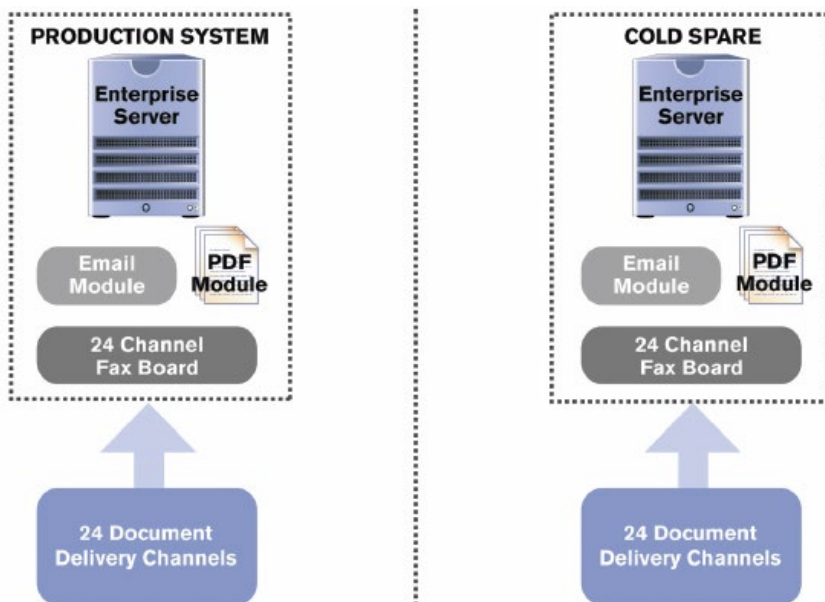 PRODUCTION SYSTEM
Enterprise
Server
Email
Module
PDF
Module
24 Channel
Fax Board
24 Document
Delivery Channels
COLD SPARE
Enterprise
Server
Email
Module
PDF
Module
24 Channel
Fax Board
24 Document
Delivery Channels